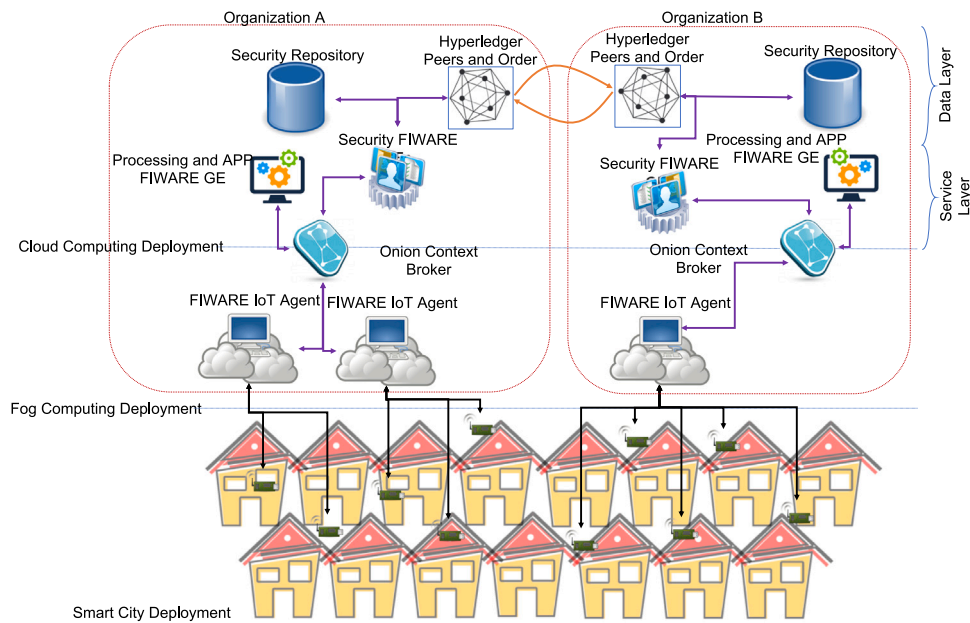 Organization A
Organization B
Security Repository
Hyperledger
Peers and Order
Hyperledger
Peers and Order
Security Repository
Data Layer
Security FIWARE
Processing and APP
FIWARE GE
Security FIWARE
Processing and APP
FIWARE GE
Service
Layer
Cloud Computing Deployment
Onion Context
Broker
Onion Context
Broker
FIWARE IoT Agent
FIWARE IoT Agent
FIWARE IoT Agent
Fog Computing Deployment
Smart City Deployment